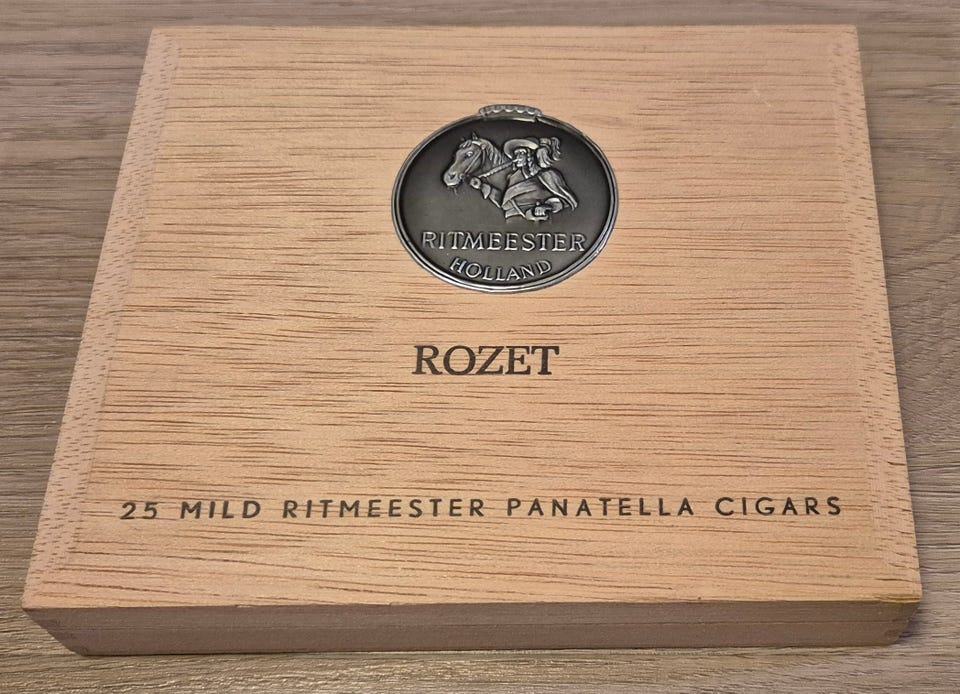 RITMEESTER
HOLLAND
ROZET
25 MILD RITMEESTER PANATELLA CIGARS